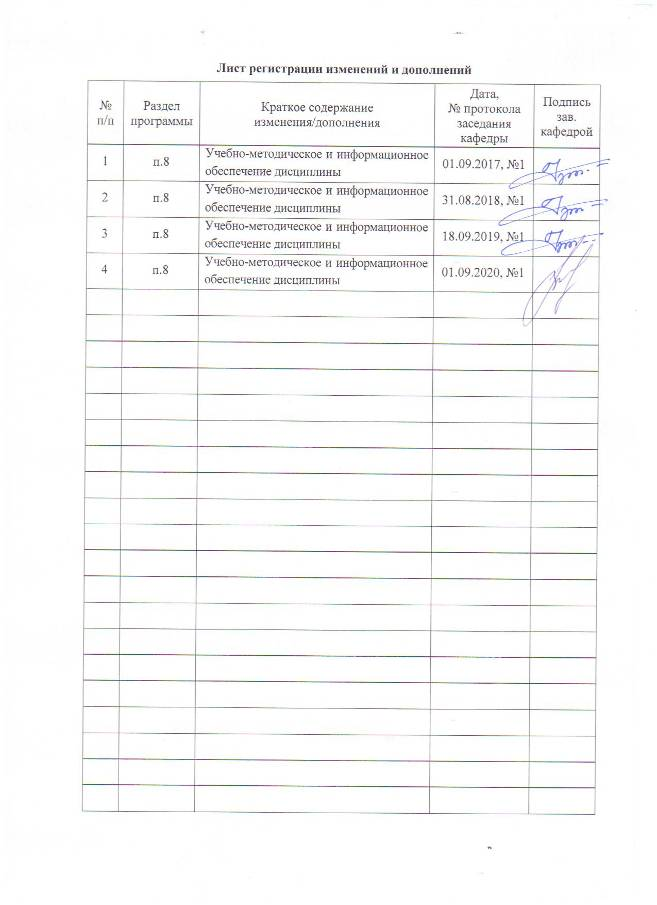 Лист регистрации изменений и дополнений
№ п/п
Раздел программы
Краткое содержание изменения/дополнения
Дата, № протокола заседания кафедры
Подпись зав. кафедрой
1 п.8 Учебно-методическое и информационное обеспечение дисциплины 01.09.2017, №1
2 п.8 Учебно-методическое и информационное обеспечение дисциплины 31.08.2018, №1
3 п.8 Учебно-методическое и информационное обеспечение дисциплины 18.09.2019, №1
4 п.8 Учебно-методическое и информационное обеспечение дисциплины 01.09.2020, №1